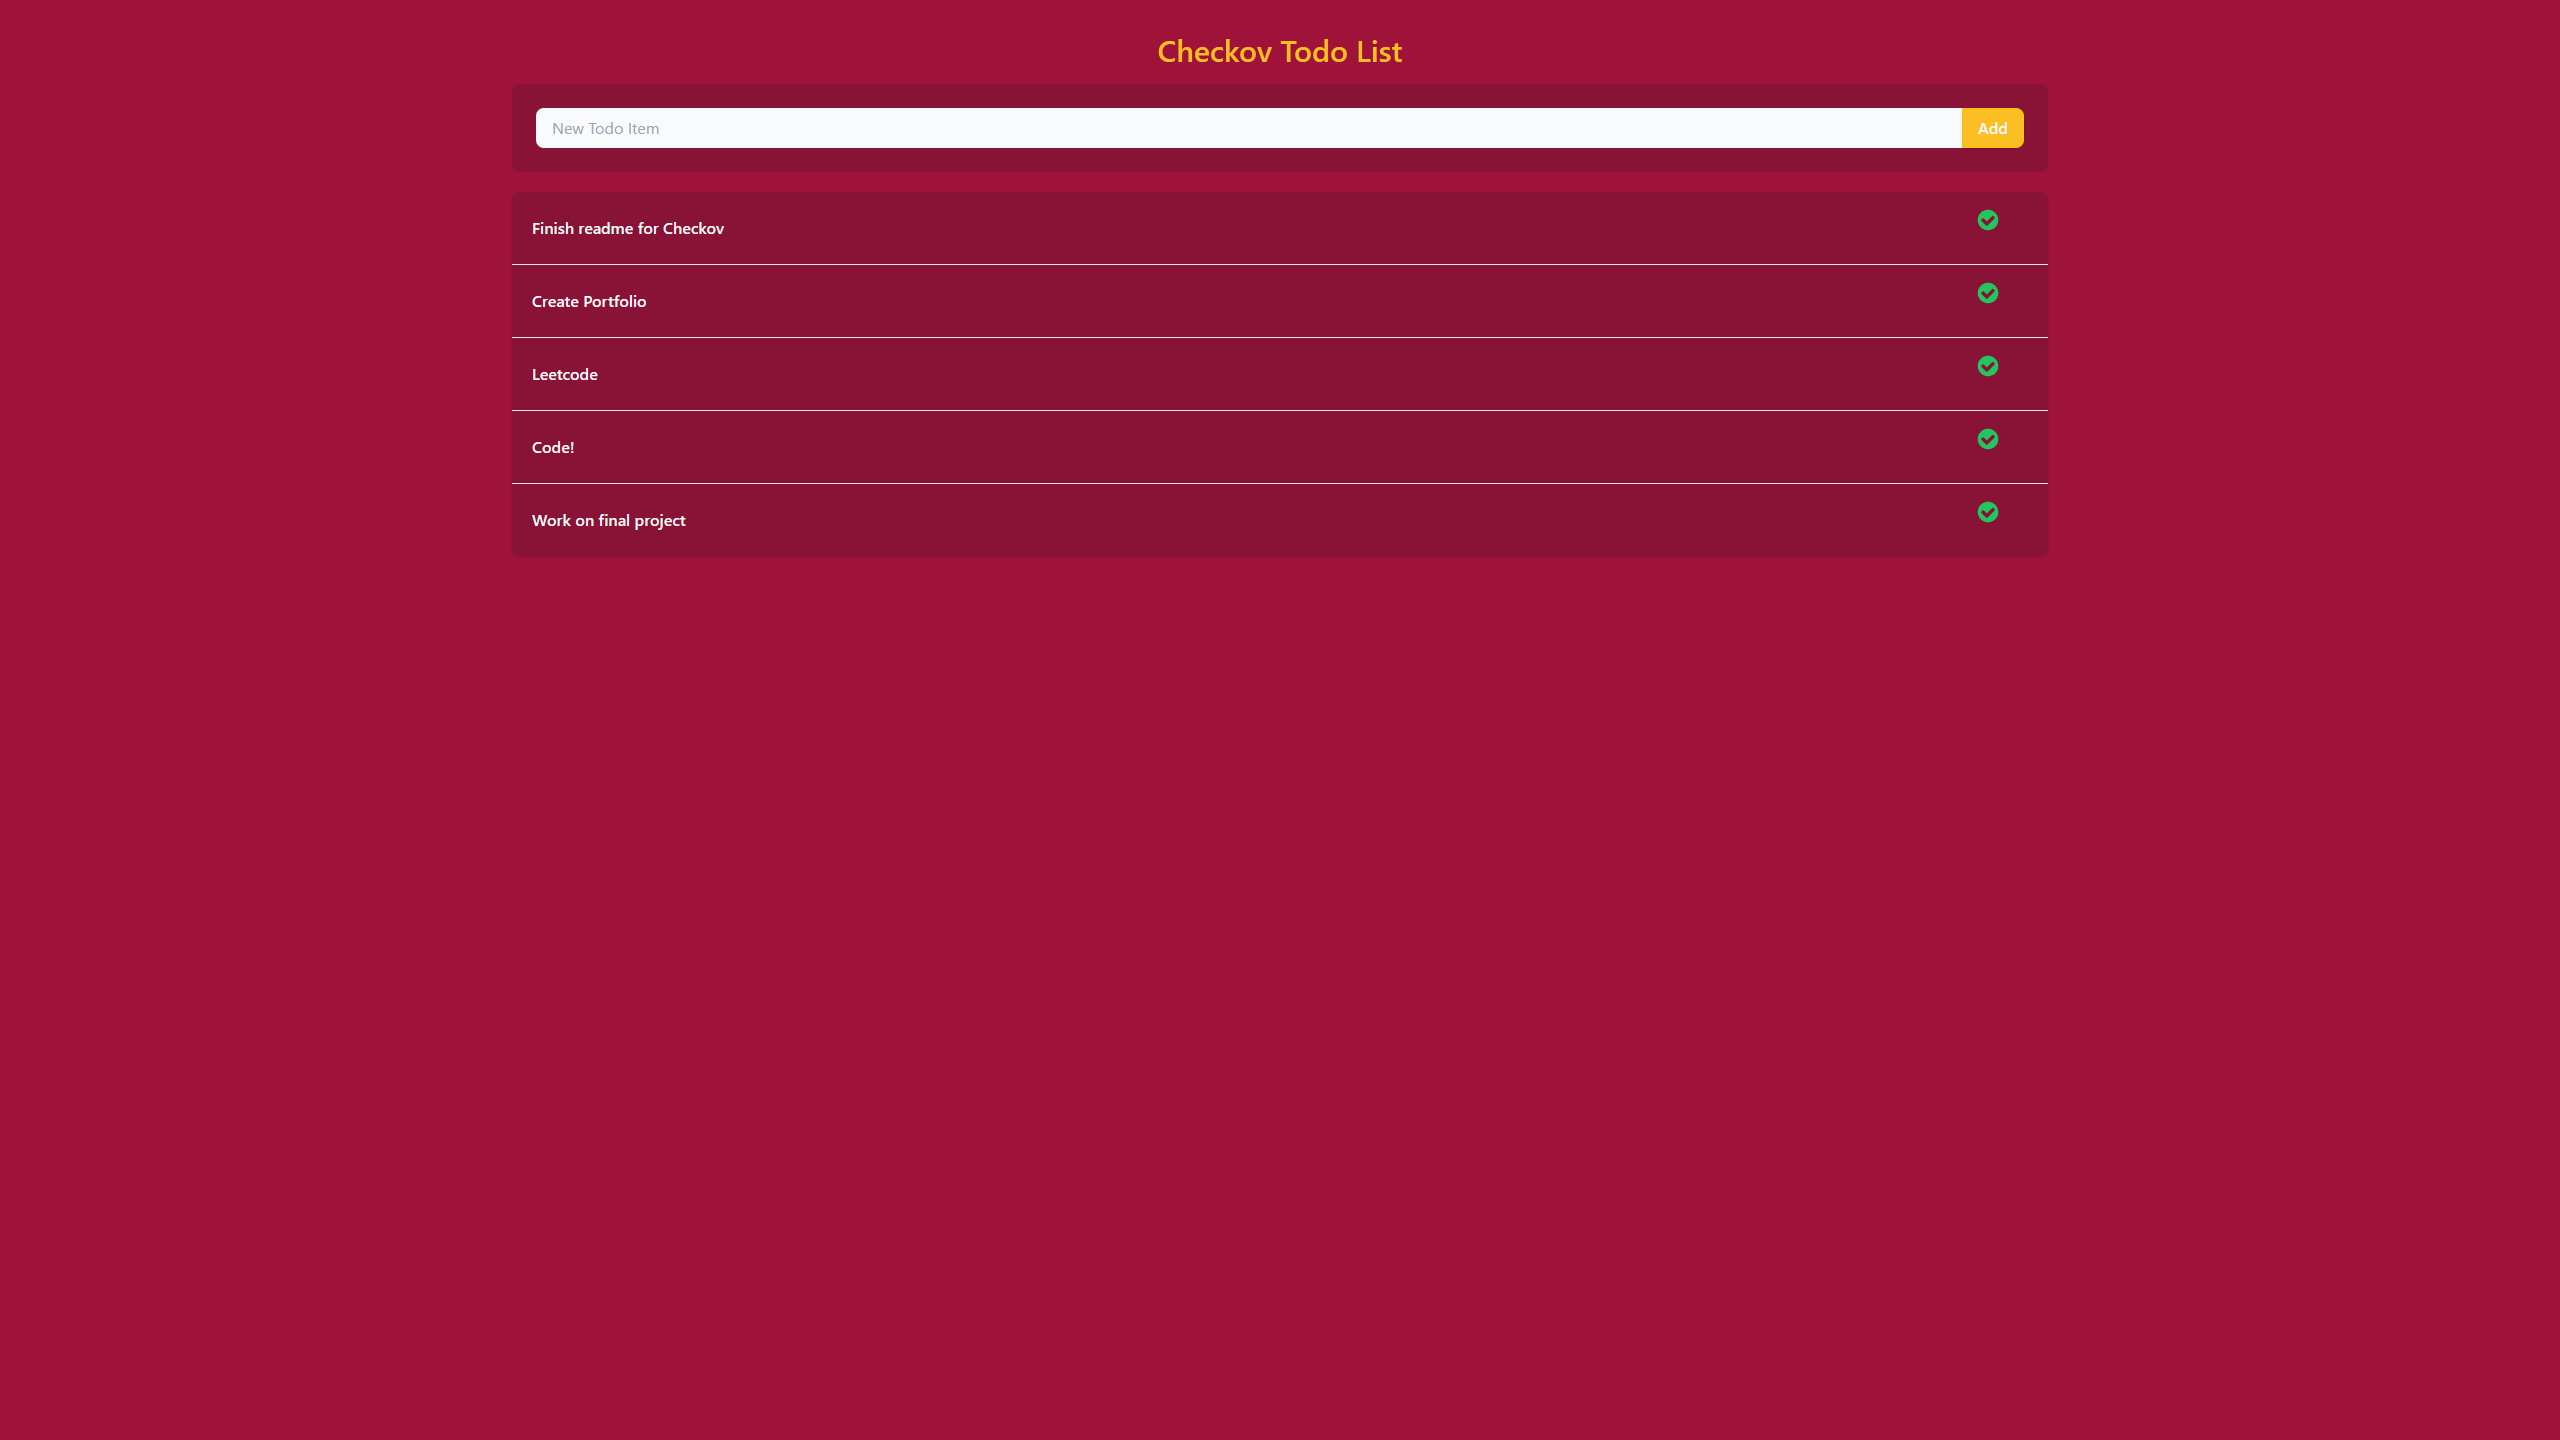 Checkov Todo List
New Todo Item
Add
Finish readme for Checkov
Create Portfolio
Leetcode
Code!
Work on final project